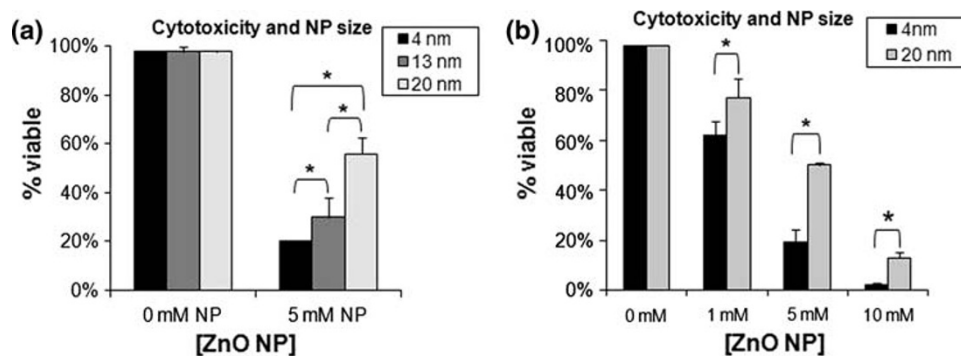 (a)
Cytotoxicity and NP size
4 nm
13 nm
20 nm
100%
80%
60%
40%
20%
0%
% viable
*
*
*
0 mM NP
5 mM NP
[ZnO NP]
(b)
Cytotoxicity and NP size
4nm
20 nm
100%
80%
60%
40%
20%
0%
% viable
*
*
*
0 mM
1 mM
5 mM
10 mM
[ZnO NP]